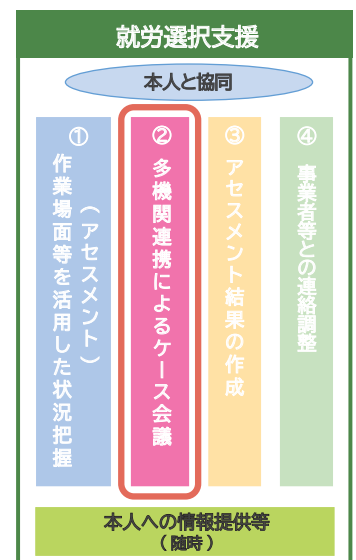 就労選択支援
本人と協同
①
作業場面等を活用した状況把握
（アセスメント）
②
多機関連携によるケース会議
③
アセスメント結果の作成
④
事業者等との連絡調整
本人への情報提供等
（随時）